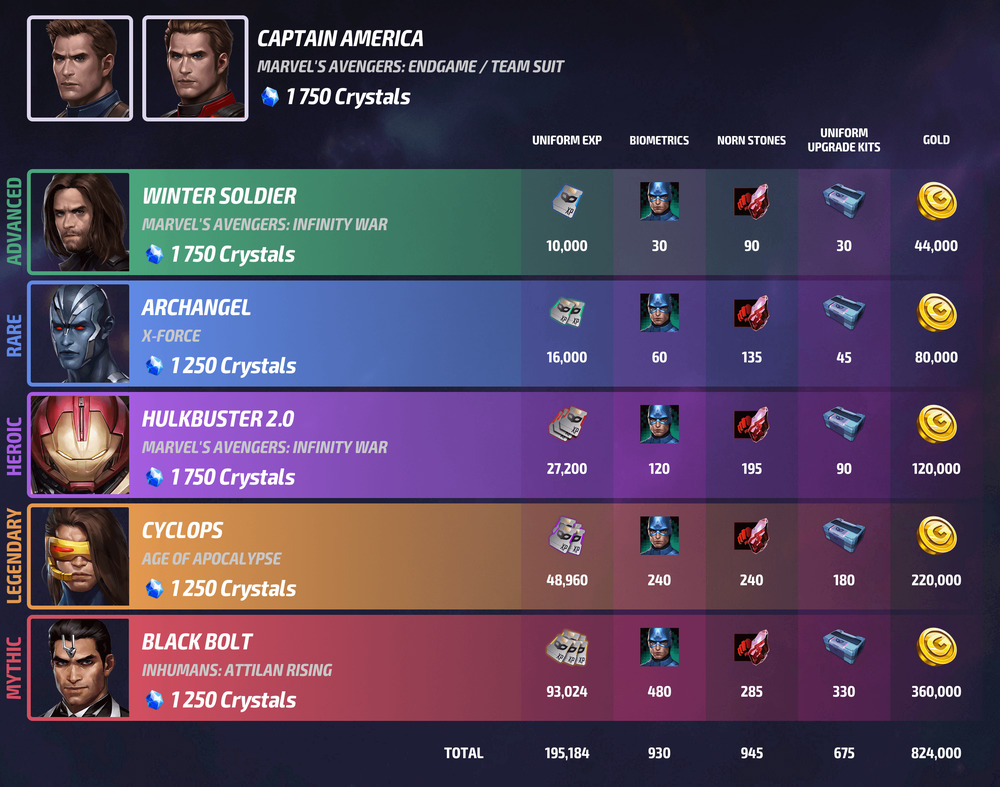 CAPTAIN AMERICA
MARVEL'S AVENGERS: ENDGAME / TEAM SUIT
1 750 Crystals
UNIFORM EXP BIOMETRICS NORN STONES UNIFORM UPGRADE KITS GOLD
ADVANCED
WINTER SOLDIER
MARVEL'S AVENGERS: INFINITY WAR
1 750 Crystals
10,000 30 90 30 44,000
RARE
ARCHANGEL
X-FORCE
1 250 Crystals
16,000 60 135 45 80,000
HEROIC
HULKBUSTER 2.0
MARVEL'S AVENGERS: INFINITY WAR
1 750 Crystals
27,200 120 195 90 120,000
LEGENDARY
CYCLOPS
AGE OF APOCALYPSE
1 250 Crystals
48,960 240 240 180 220,000
MYTHIC
BLACK BOLT
INHUMANS: ATTILAN RISING
1 250 Crystals
93,024 480 285 330 360,000
TOTAL 195,184 930 945 675 824,000